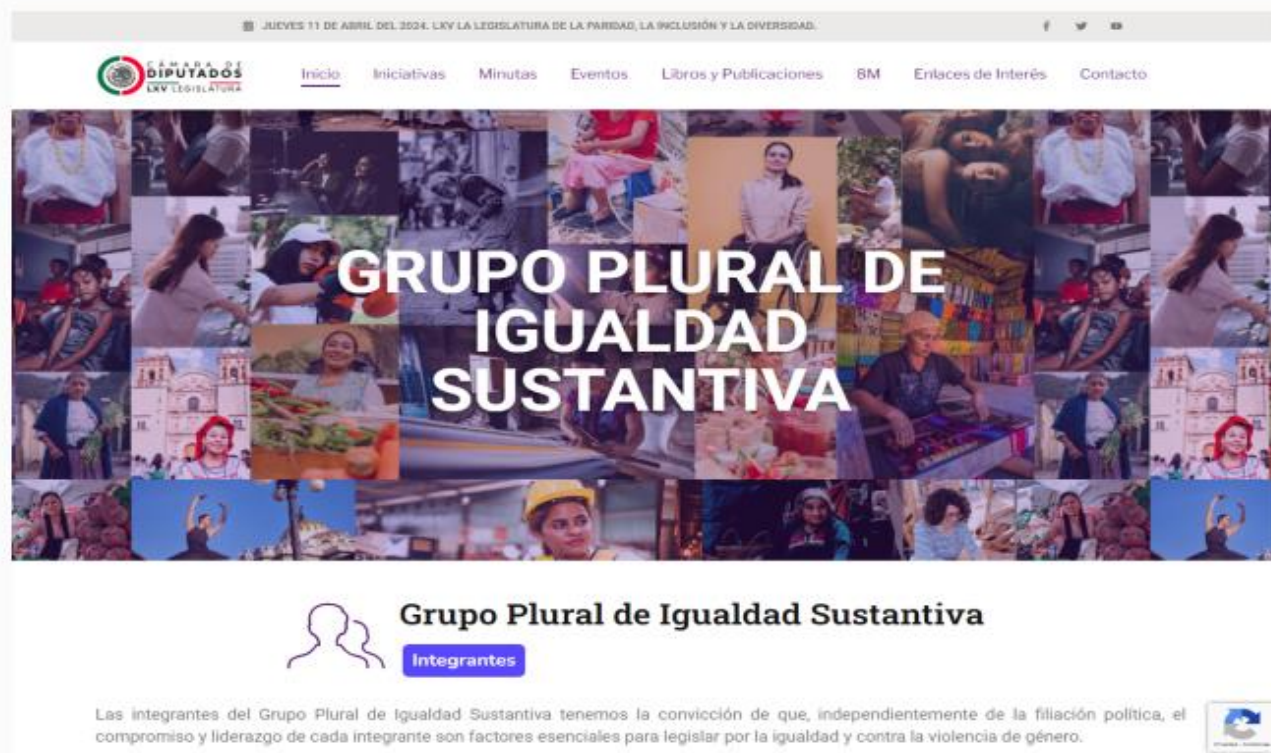 JUEVES 11 DE ABRIL DEL 2024. LXV LA LEGISLATURA DE LA PARIDAD, LA INCLUSIÓN Y LA DIVERSIDAD.
CÁMARA DE
DIPUTADOS
LXV LEGISLATURA
Inicio Iniciativas Minutas Eventos Libros y Publicaciones 8M Enlaces de Interés Contacto
GRUPO PLURAL DE
IGUALDAD
SUSTANTIVA
Grupo Plural de Igualdad Sustantiva
Integrantes
Las integrantes del Grupo Plural de Igualdad Sustantiva tenemos la convicción de que, independientemente de la filiación política, el
compromiso y liderazgo de cada integrante son factores esenciales para legislar por la igualdad y contra la violencia de género.